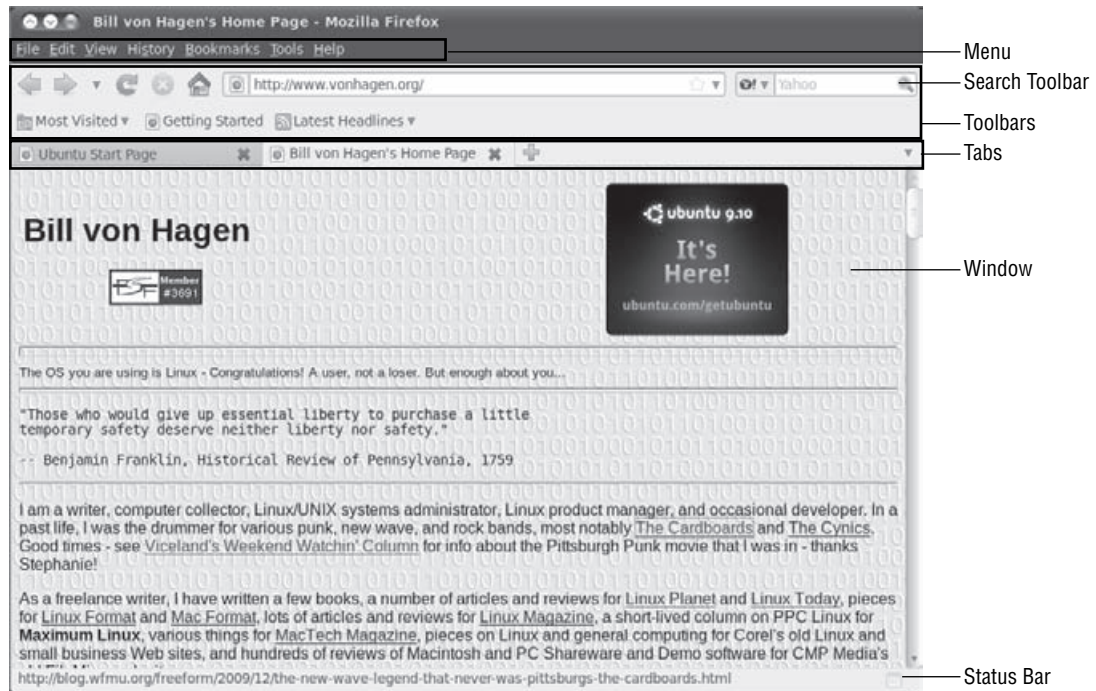 Bill von Hagen's Home Page - Mozilla Firefox
File Edit View History Bookmarks Tools Help
Menu
http://www.vonhagen.org/
Yahoo
Search Toolbar
Most Visited
Getting Started
Latest Headlines
Toolbars
Ubuntu Start Page
Bill von Hagen's Home Page
Tabs
Bill von Hagen
FSF
Member
#3691
ubuntu 9.10
It's
Here!
ubuntu.com/getubuntu
Window
The OS you are using is Linux - Congratulations! A user, not a loser. But enough about you...
"Those who would give up essential liberty to purchase a little
temporary safety deserve neither liberty nor safety."
-- Benjamin Franklin, Historical Review of Pennsylvania, 1759
I am a writer, computer collector, Linux/UNIX systems administrator, Linux product manager, and occasional developer. In a
past life, I was the drummer for various punk, new wave, and rock bands, most notably The Cardboards and The Cynics.
Good times - see Viceland's Weekend Watchin' Column for info about the Pittsburgh Punk movie that I was in - thanks
Stephanie!
As a freelance writer, I have written a few books, a number of articles and reviews for Linux Planet and Linux Today, pieces
for Linux Format and Mac Format, lots of articles and reviews for Linux Magazine, a short-lived column on PPC Linux for
Maximum Linux, various things for MacTech Magazine, pieces on Linux and general computing for Corel's old Linux and
small business Web sites, and hundreds of reviews of Macintosh and PC Shareware and Demo software for CMP Media's
http://blog.wfmu.org/freeform/2009/12/the-new-wave-legend-that-never-was-pittsburgs-the-cardboards.html
Status Bar